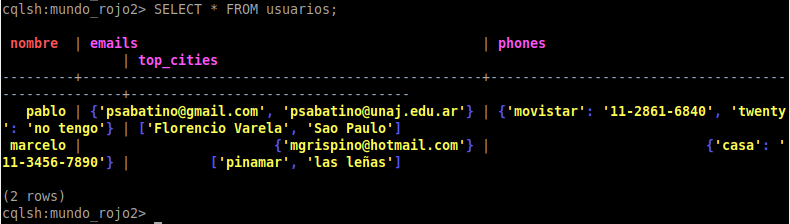 cqlsh:mundo_rojo2> SELECT * FROM usuarios;
nombre | emails | phones
| top_cities
---------+--------------------------------------------------+------------------------------------
---------------+----------------------------------
pablo | {'psabatino@gmail.com', 'psabatino@unaj.edu.ar'} | {'movistar': '11-2861-6840', 'twenty
': 'no tengo'} | ['Florencio Varela', 'Sao Paulo']
marcelo | {'mgrispino@hotmail.com'} | {'casa': '
11-3456-7890'} | ['pinamar', 'las leñas']
(2 rows)
cqlsh:mundo_rojo2> _